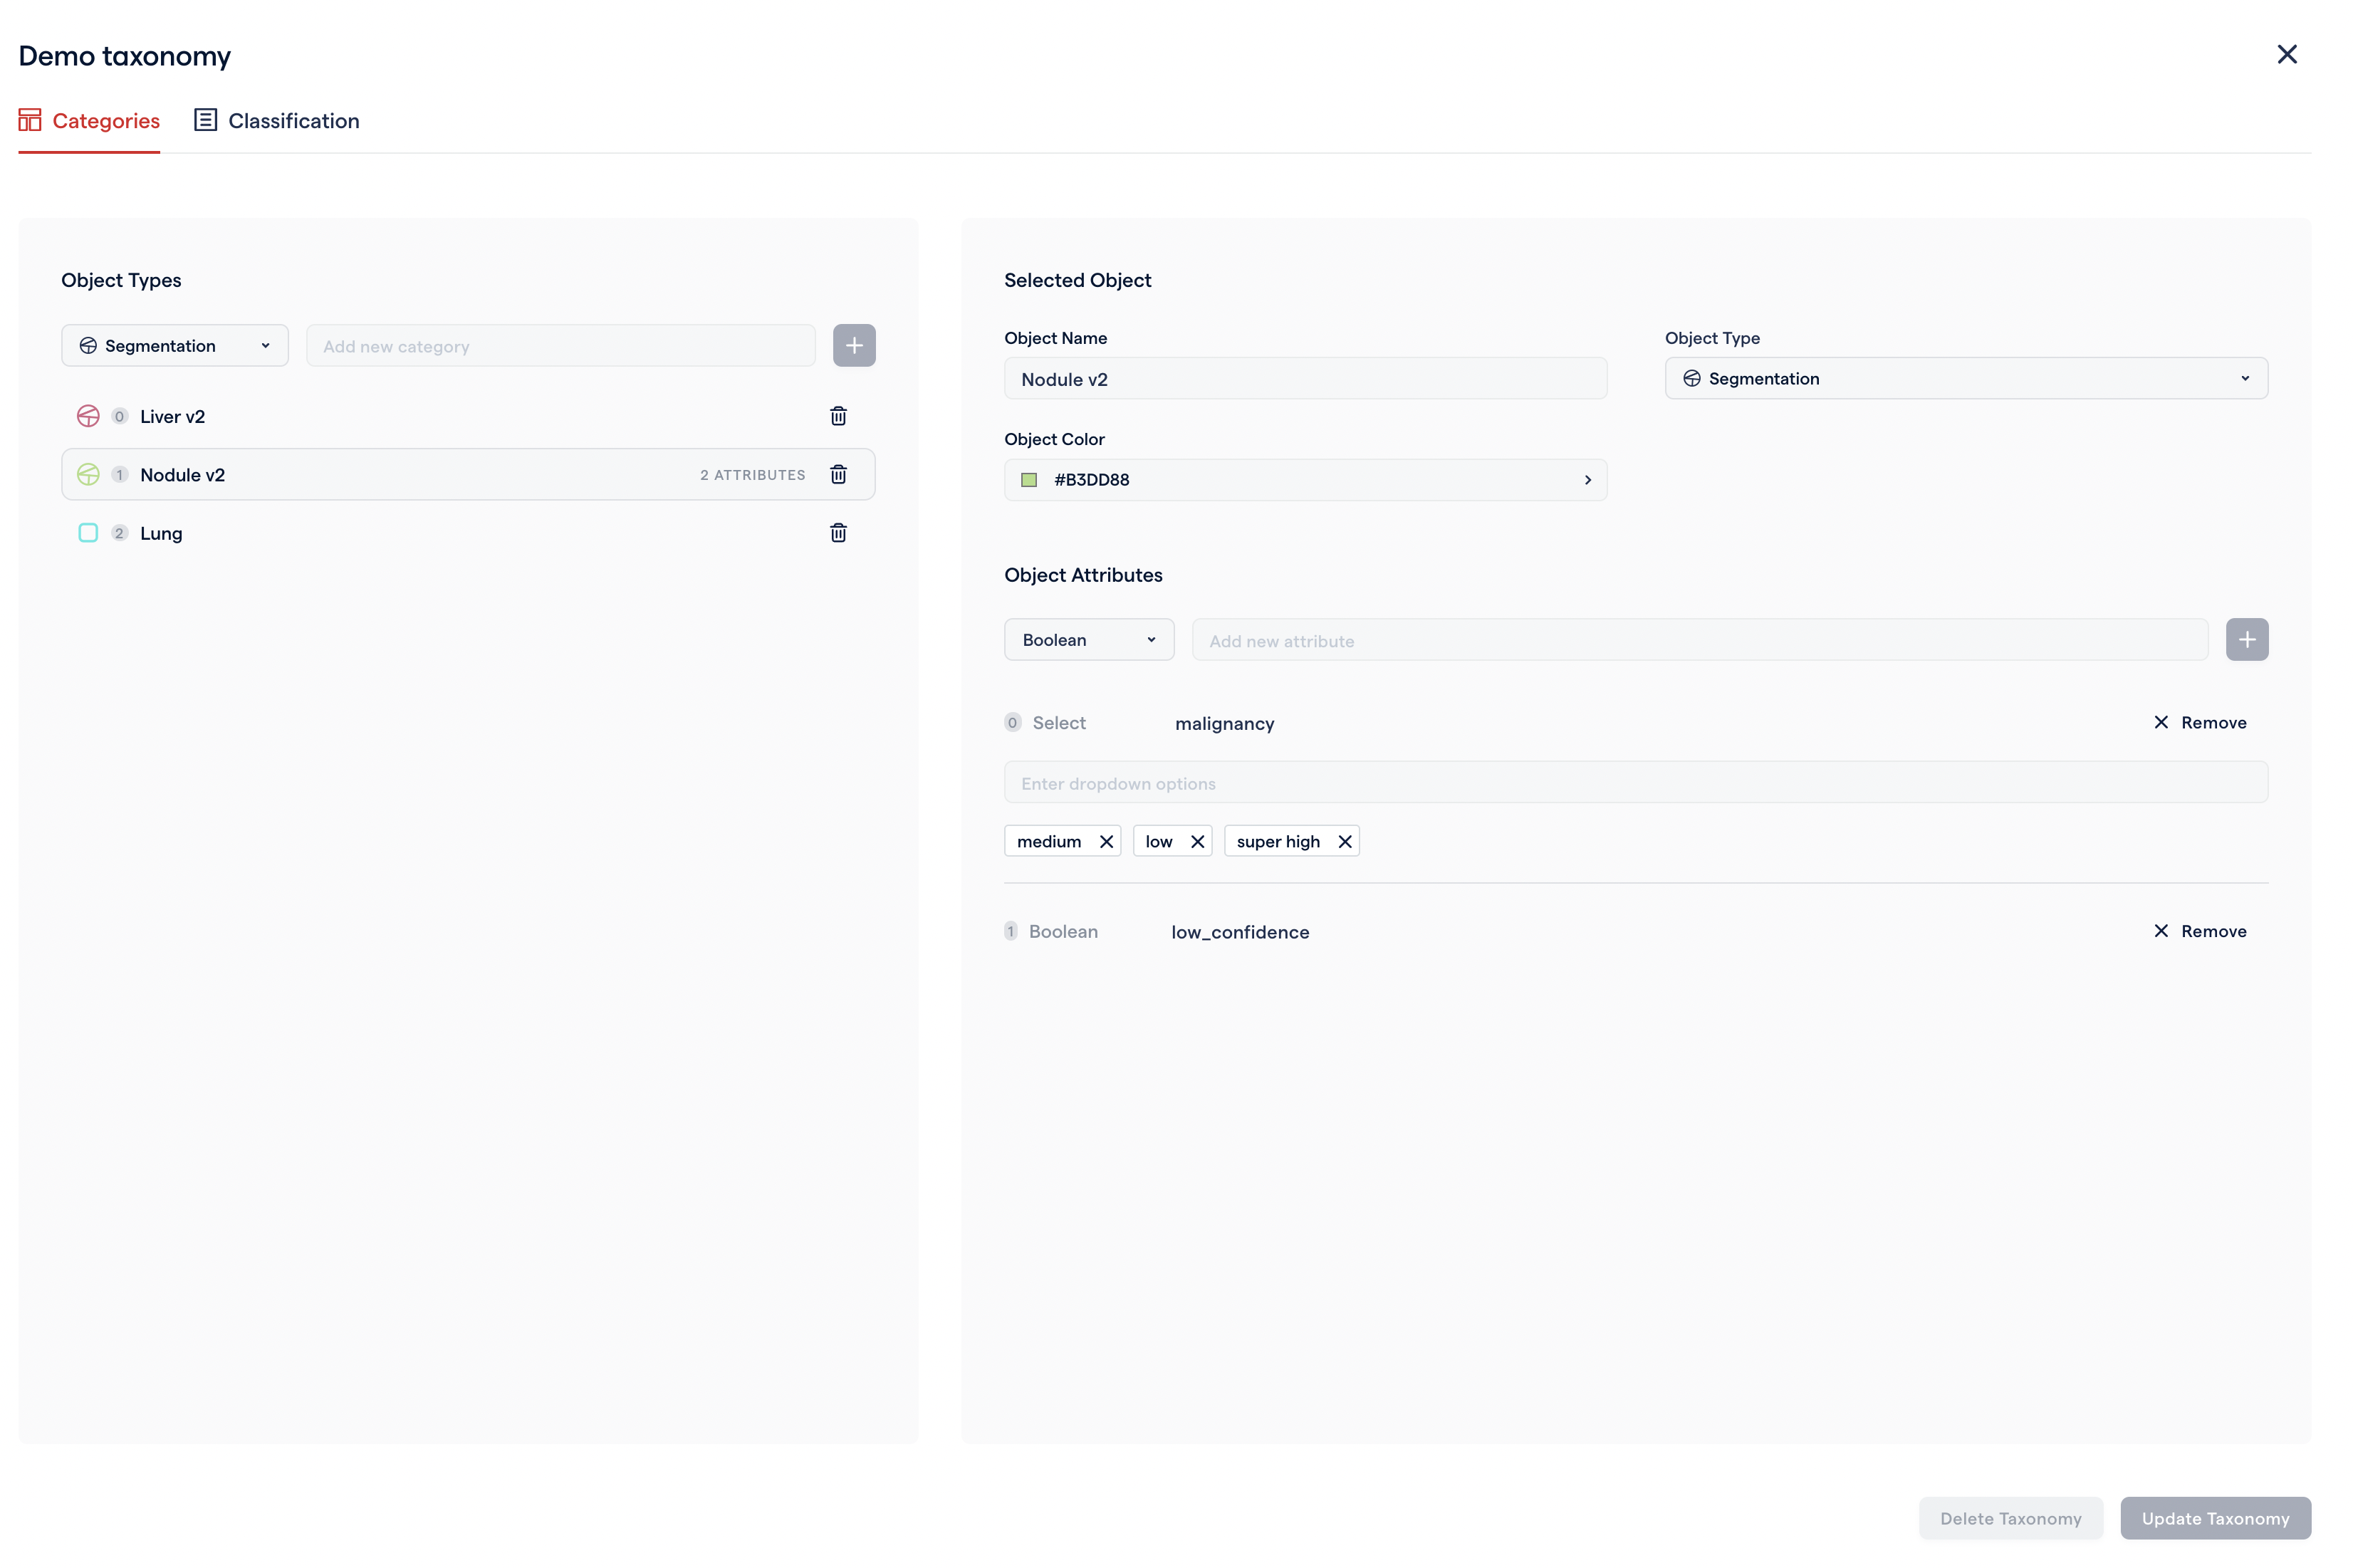 Demo taxonomy
Categories
Classification
Object Types
Segmentation
Add new category
0 Liver v2
1 Nodule v2 2 ATTRIBUTES
2 Lung
Selected Object
Object Name
Nodule v2
Object Type
Segmentation
Object Color
#B3DD88
Object Attributes
Boolean
Add new attribute
0 Select malignancy Remove
Enter dropdown options
medium low super high
1 Boolean low_confidence Remove
Delete Taxonomy
Update Taxonomy